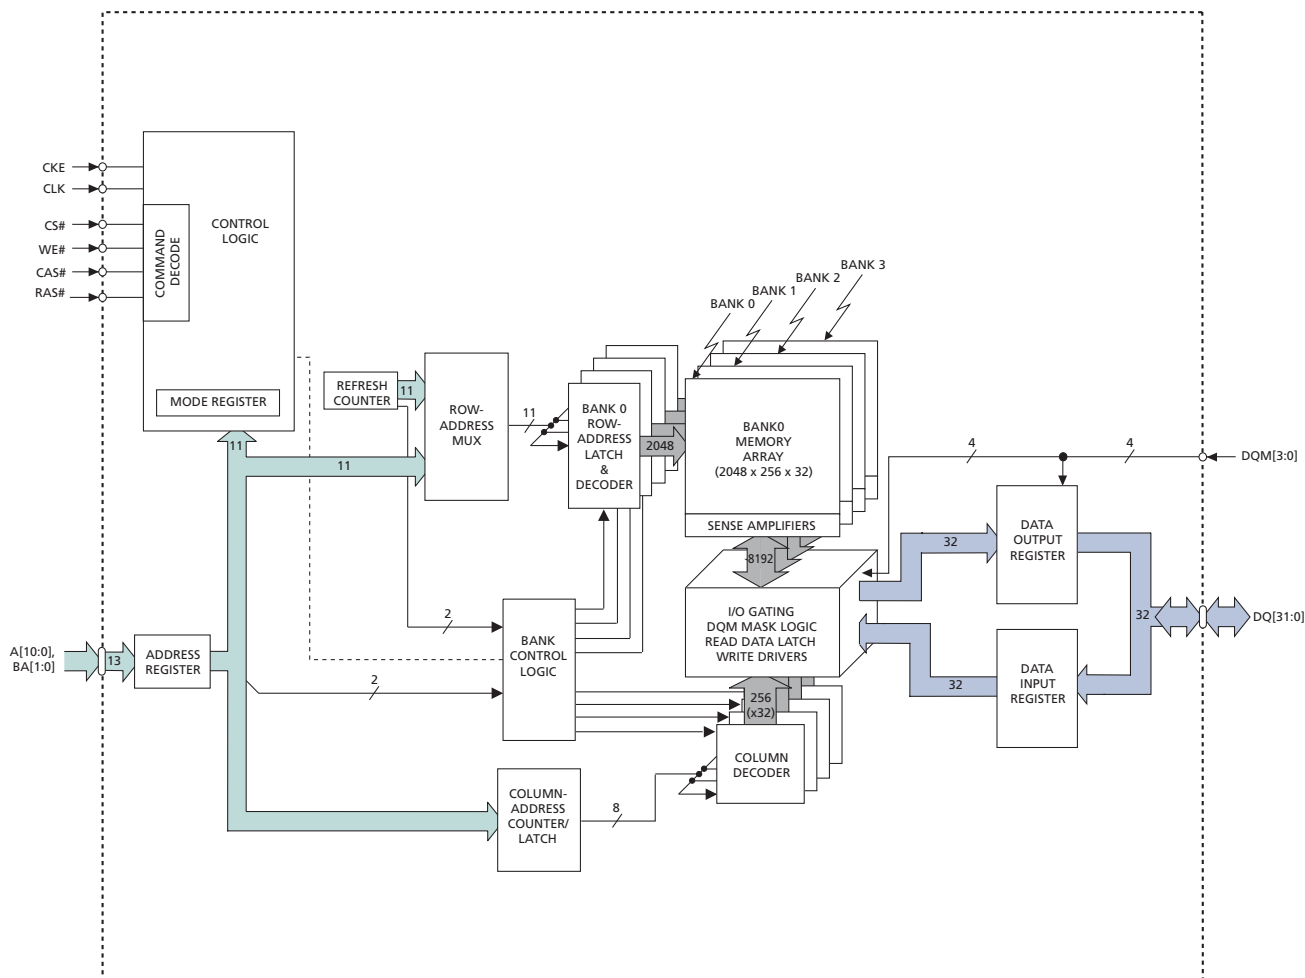 CKE
CLK
CS#
WE#
CAS#
RAS#
COMMAND
DECODE
CONTROL
LOGIC
MODE REGISTER
11
REFRESH
COUNTER
11
11
ROW-
ADDRESS
MUX
11
BANK 0
ROW-
ADDRESS
LATCH
&
DECODER
2048
BANK 0
BANK 1
BANK 2
BANK 3
BANK0
MEMORY
ARRAY
(2048 x 256 x 32)
SENSE AMPLIFIERS
8192
I/O GATING
DQM MASK LOGIC
READ DATA LATCH
WRITE DRIVERS
4
4
DQM[3:0]
32
DATA
OUTPUT
REGISTER
32
DQ[31:0]
32
DATA
INPUT
REGISTER
A[10:0],
BA[1:0]
13
ADDRESS
REGISTER
2
2
BANK
CONTROL
LOGIC
256
(x32)
COLUMN
DECODER
COLUMN-
ADDRESS
COUNTER/
LATCH
8